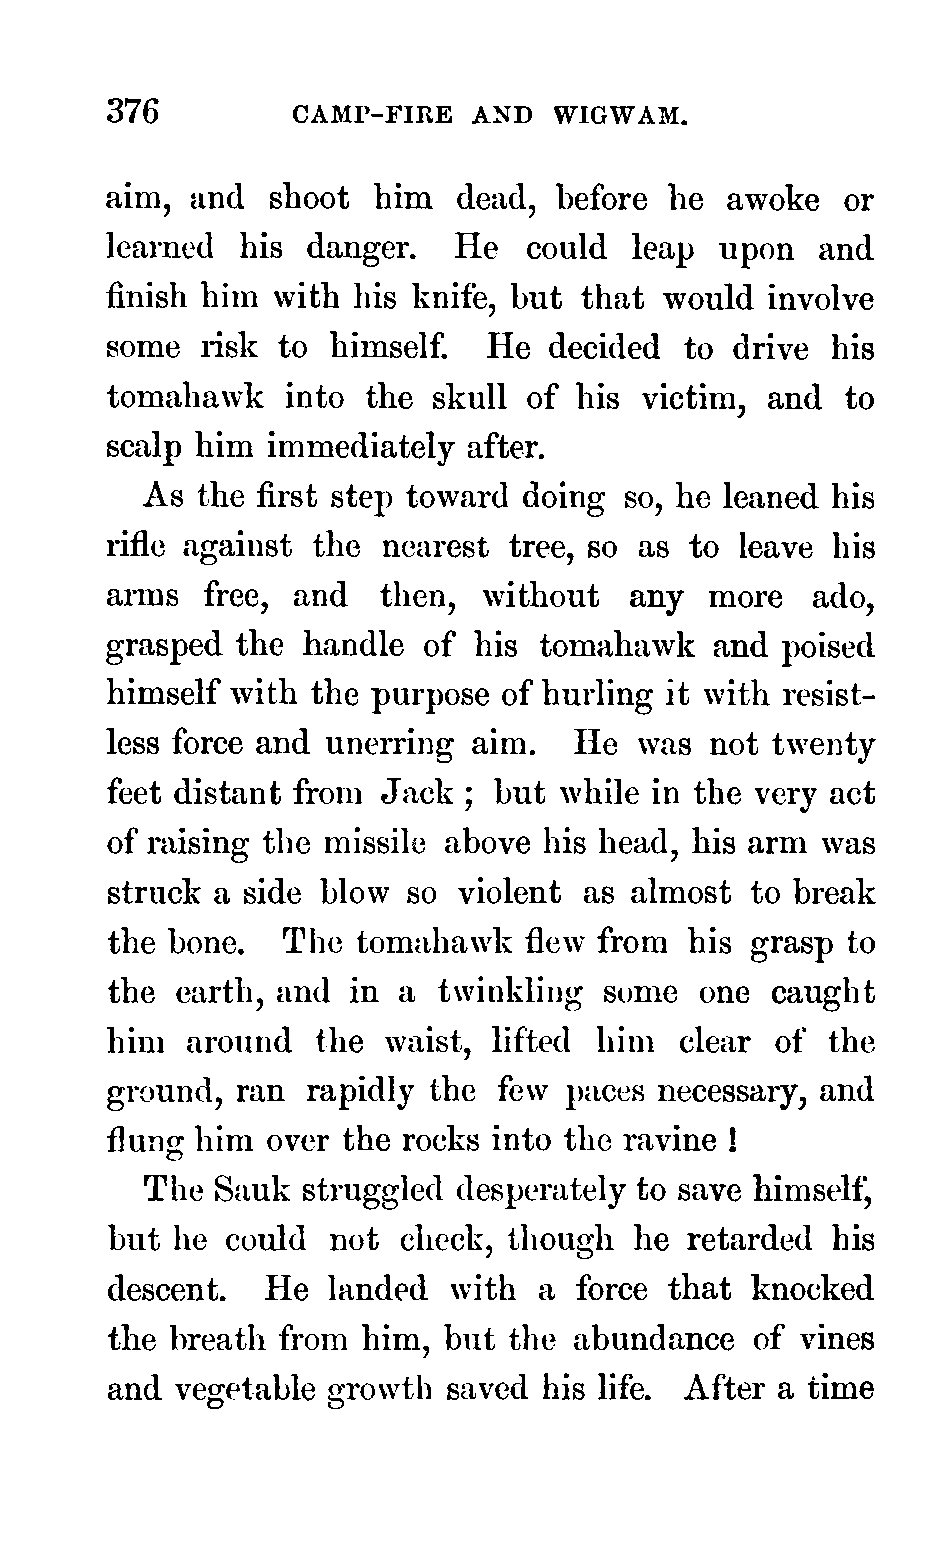 376 CAMP-FIRE AND WIGWAM.
aim, and shoot him dead, before he awoke or
learned his danger. He could leap upon and
finish him with his knife, but that would involve
some risk to himself. He decided to drive his
tomahawk into the skull of his victim, and to
scalp him immediately after.
As the first step toward doing so, he leaned his
rifle against the nearest tree, so as to leave his
arms free, and then, without any more ado,
grasped the handle of his tomahawk and poised
himself with the purpose of hurling it with resist-
less force and unerring aim. He was not twenty
feet distant from Jack ; but while in the very act
of raising the missile above his head, his arm was
struck a side blow so violent as almost to break
the bone. The tomahawk flew from his grasp to
the earth, and in a twinkling some one caught
him around the waist, lifted him clear of the
ground, ran rapidly the few paces necessary, and
flung him over the rocks into the ravine !
The Sauk struggled desperately to save himself,
but he could not check, though he retarded his
descent. He landed with a force that knocked
the breath from him, but the abundance of vines
and vegetable growth saved his life. After a time